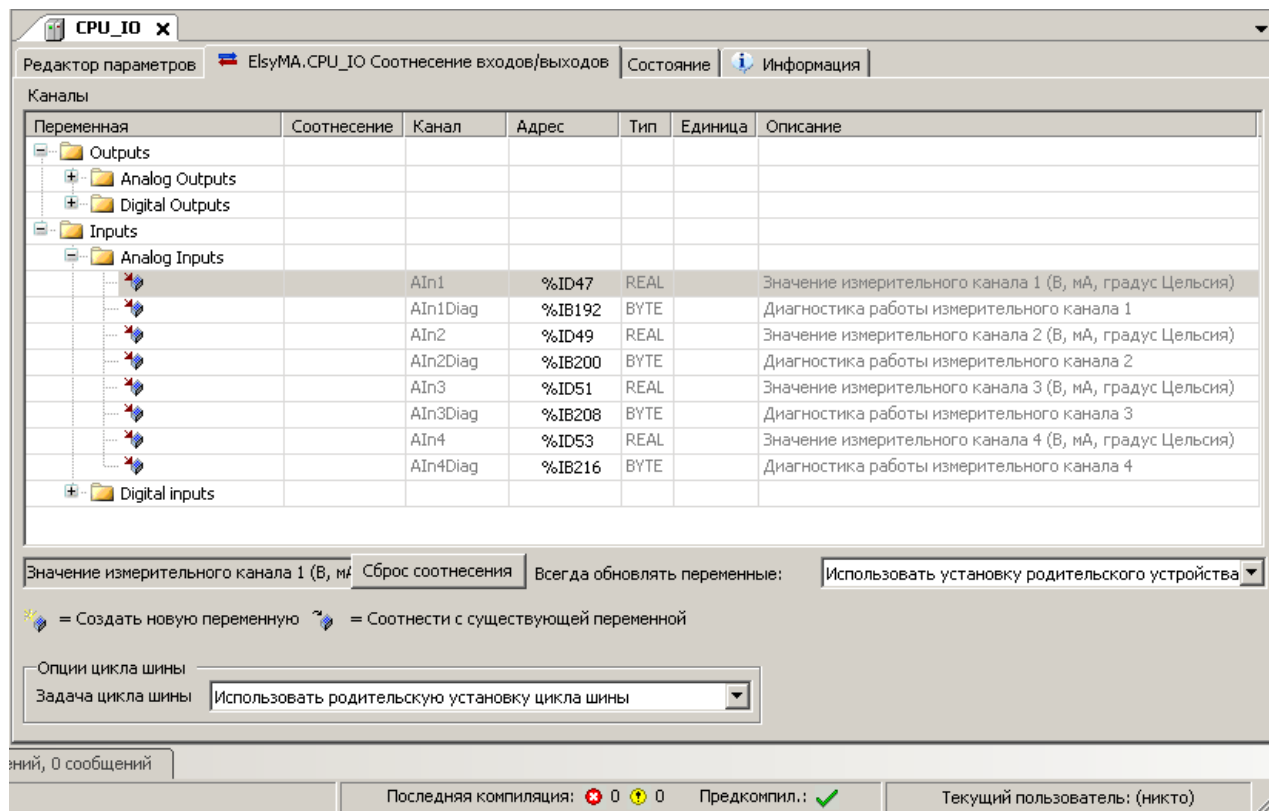 CPU_IO x
Редактор параметров ElsyMA.CPU_IO Соотнесение входов/выходов Состояние Информация
Каналы
Переменная Соотнесение Канал Адрес Тип Единица Описание
Outputs
Analog Outputs
Digital Outputs
Inputs
Analog Inputs
AIn1 %ID47 REAL Значение измерительного канала 1 (В, мА, градус Цельсия)
AIn1Diag %IB192 BYTE Диагностика работы измерительного канала 1
AIn2 %ID49 REAL Значение измерительного канала 2 (В, мА, градус Цельсия)
AIn2Diag %IB200 BYTE Диагностика работы измерительного канала 2
AIn3 %ID51 REAL Значение измерительного канала 3 (В, мА, градус Цельсия)
AIn3Diag %IB208 BYTE Диагностика работы измерительного канала 3
AIn4 %ID53 REAL Значение измерительного канала 4 (В, мА, градус Цельсия)
AIn4Diag %IB216 BYTE Диагностика работы измерительного канала 4
Digital inputs
Значение измерительного канала 1 (В, мА Сброс соотнесения Всегда обновлять переменные: Использовать установку родительского устройства
= Создать новую переменную = Соотнести с существующей переменной
Опции цикла шины
Задача цикла шины Использовать родительскую установку цикла шины
ений, 0 сообщений
Последняя компиляция: 0 0 Предкомпил.: Текущий пользователь: (никто)